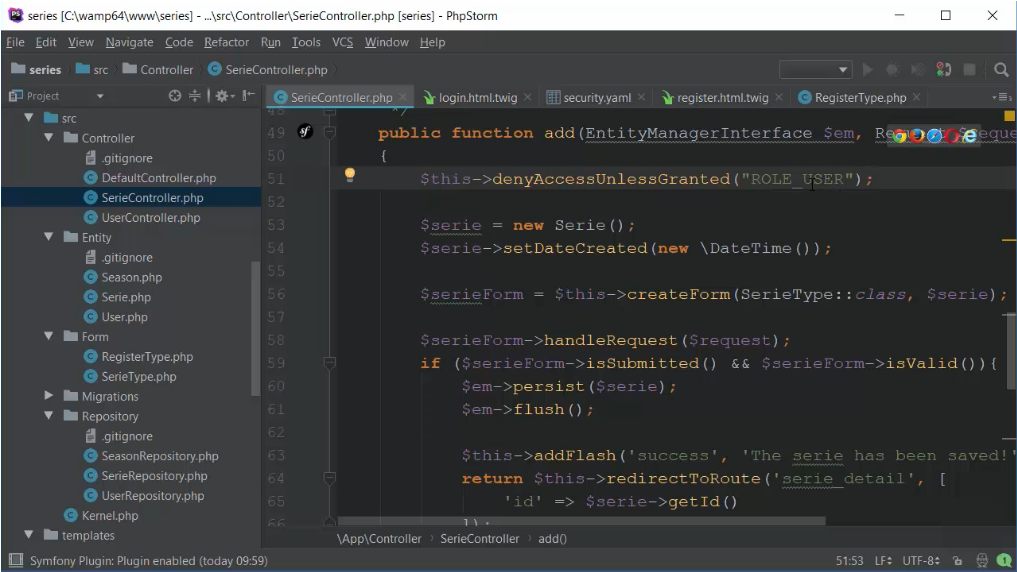 series [C:\wamp64\www\series] - ...\src\Controller\SerieController.php [series] - PhpStorm
File Edit View Navigate Code Refactor Run Tools VCS Window Help
series src Controller SerieController.php
Project
SerieController.php login.html.twig security.yaml register.html.twig RegisterType.php
src
Controller
.gitignore
DefaultController.php
SerieController.php
UserController.php
Entity
.gitignore
Season.php
Serie.php
User.php
Form
RegisterType.php
SerieType.php
Migrations
Repository
.gitignore
SeasonRepository.php
SerieRepository.php
UserRepository.php
Kernel.php
templates
48 */
49 public function add(EntityManagerInterface $em,
50 {
51 $this->denyAccessUnlessGranted("ROLE_USER");
52
53 $serie = new Serie();
54 $serie->setDateCreated(new \DateTime());
55
56 $serieForm = $this->createForm(SerieType::class, $serie);
57
58 $serieForm->handleRequest($request);
59 if ($serieForm->isSubmitted() && $serieForm->isValid()){
60 $em->persist($serie);
61 $em->flush();
62
63 $this->addFlash('success', 'The serie has been saved!'
64 return $this->redirectToRoute('serie_detail', [
65 'id' => $serie->getId()
66 ]);
\App\Controller SerieController add()
Symfony Plugin: Plugin enabled (today 09:59) 51:53 LF UTF-8 1